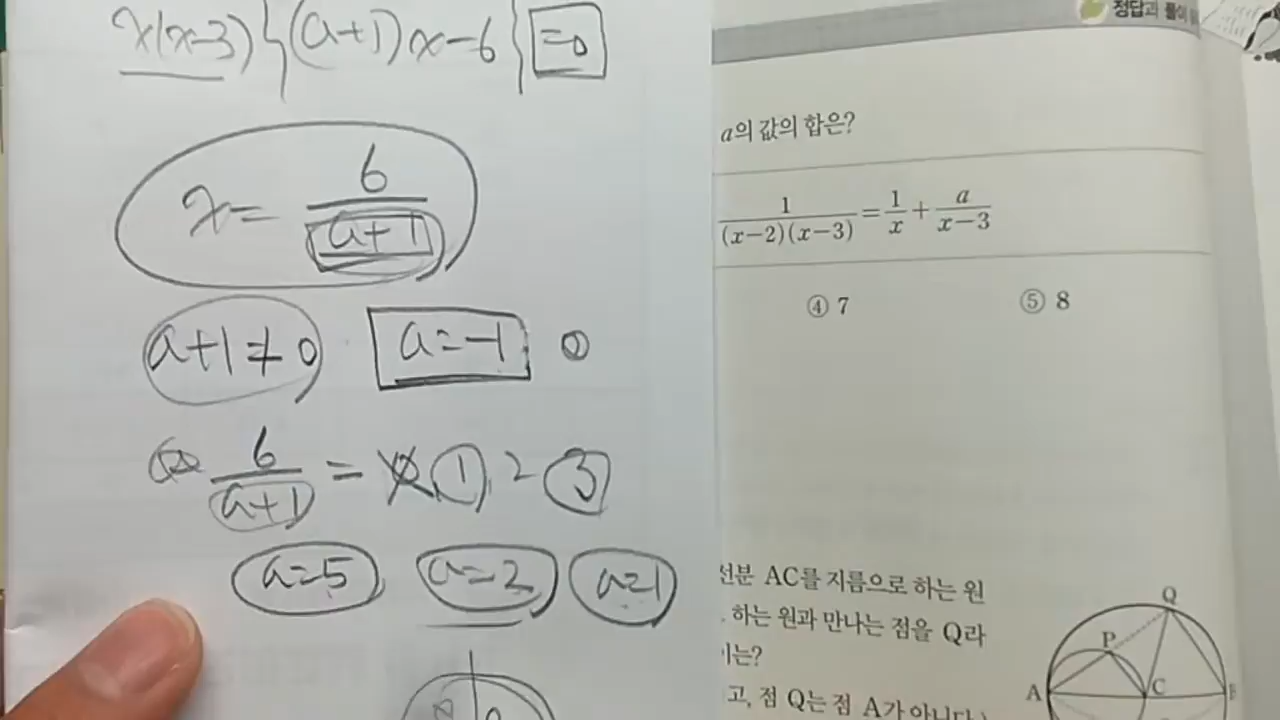 x(x-3){(a+1)x-6}=0
x=6/(a+1)
a+1≠0 a=-1
6/(a+1) = 1, 2 3
a=5 a=2 a=1
정답과 풀이
a의 값의 합은?
1/((x-2)(x-3)) = 1/x + a/(x-3)
④ 7 ⑤ 8
선분 AC를 지름으로 하는 원
하는 원과 만나는 점을 Q라
는?
고, 점 Q는 점 A가 아니다.)
Q
P
A C B